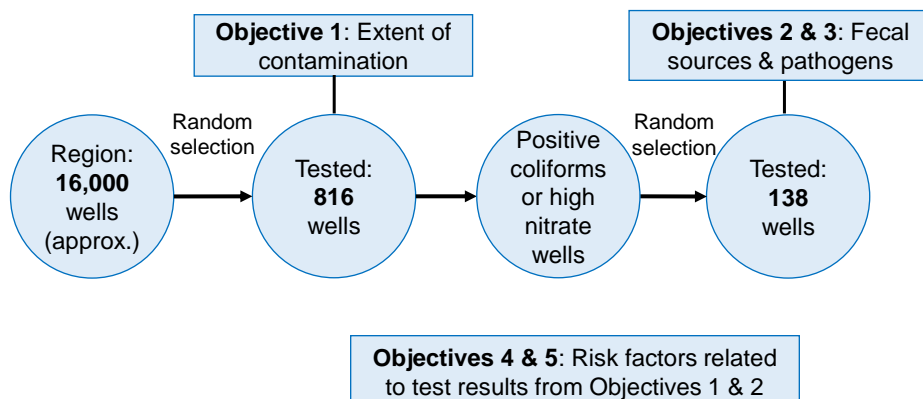 Objective 1: Extent of
contamination
Objectives 2 & 3: Fecal
sources & pathogens
Random
selection
Random
selection
Region:
16,000
wells
(approx.)
Tested:
816
wells
Positive
coliforms
or high
nitrate
wells
Tested:
138
wells
Objectives 4 & 5: Risk factors related
to test results from Objectives 1 & 2